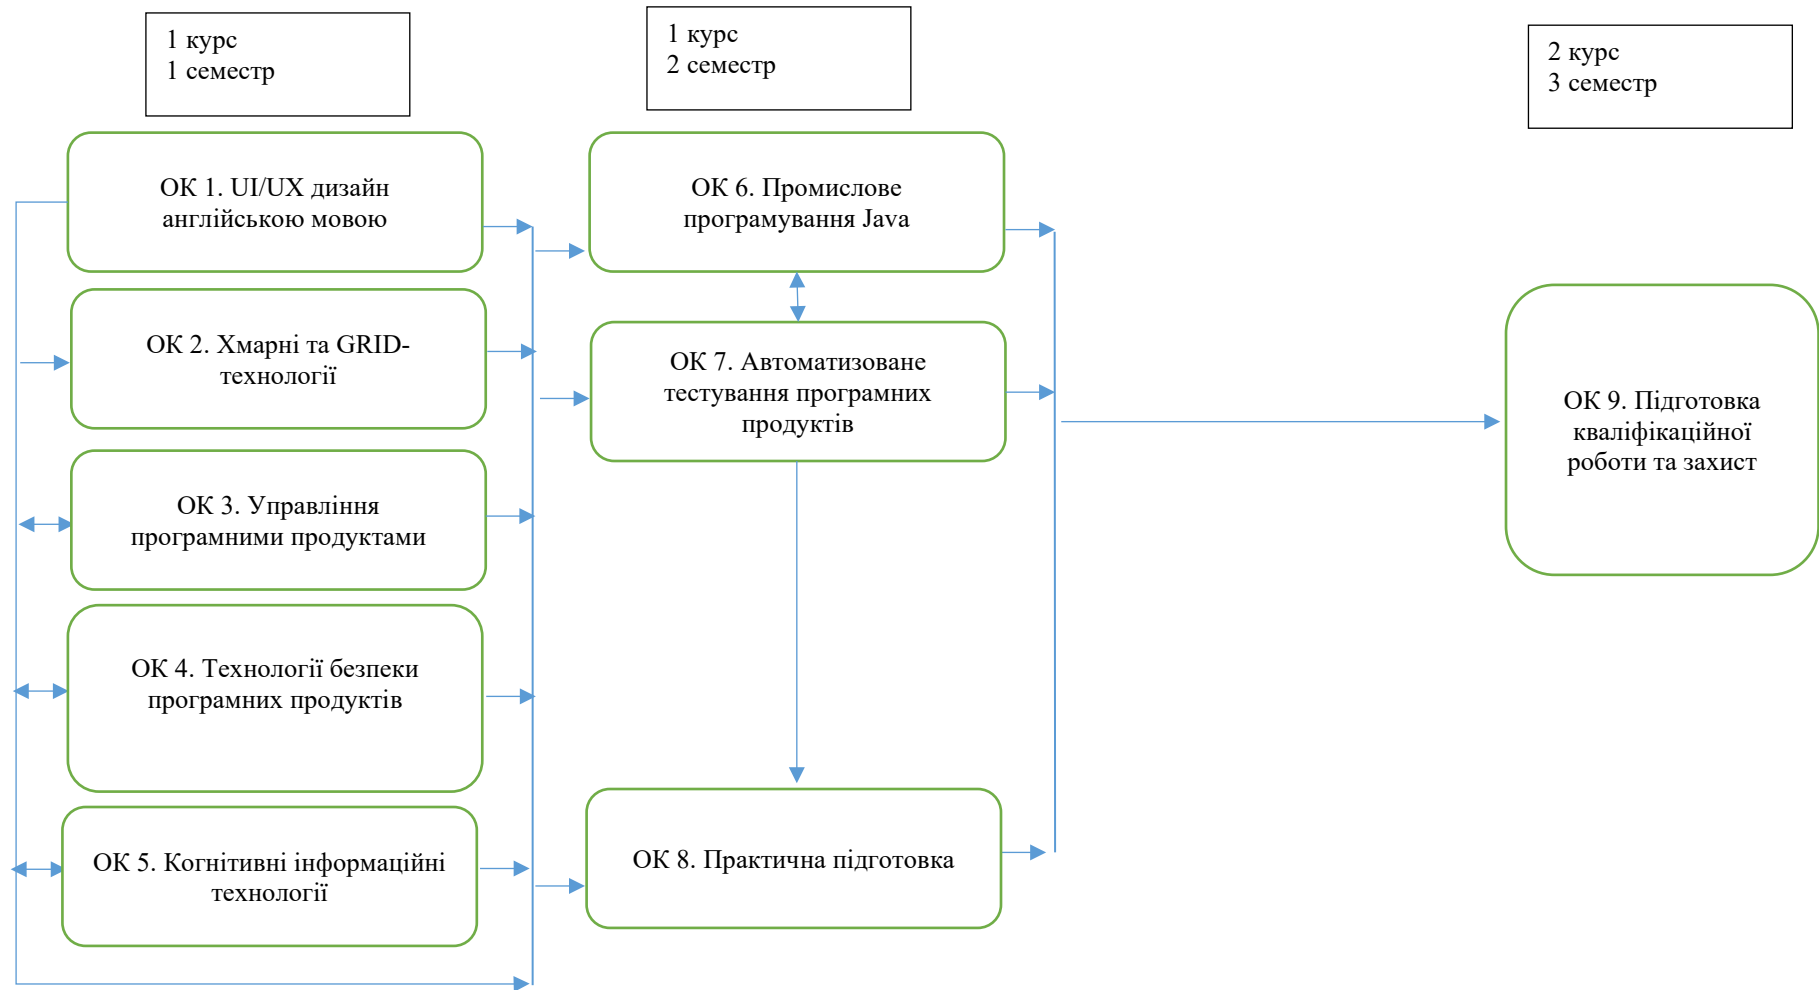 1 курс
1 семестр
1 курс
2 семестр
2 курс
3 семестр
ОК 1. UI/UX дизайн
англійською мовою
ОК 2. Хмарні та GRID-
технології
ОК 3. Управління
програмними продуктами
ОК 4. Технології безпеки
програмних продуктів
ОК 5. Когнітивні інформаційні
технології
ОК 6. Промислове
програмування Java
ОК 7. Автоматизоване
тестування програмних
продуктів
ОК 8. Практична підготовка
ОК 9. Підготовка
кваліфікаційної
роботи та захист